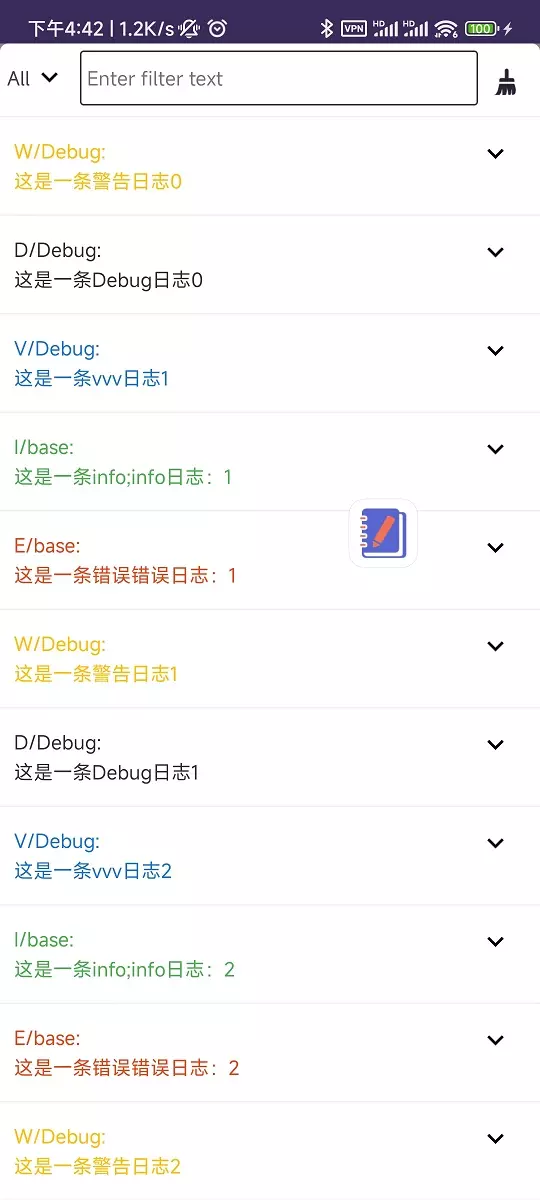 下午4:42 | 1.2K/s
VPN HD HD 6 100
All Enter filter text
W/Debug:
这是一条警告日志0
D/Debug:
这是一条Debug日志0
V/Debug:
这是一条vvv日志1
I/base:
这是一条info;info日志：1
E/base:
这是一条错误错误日志：1
W/Debug:
这是一条警告日志1
D/Debug:
这是一条Debug日志1
V/Debug:
这是一条vvv日志2
I/base:
这是一条info;info日志：2
E/base:
这是一条错误错误日志：2
W/Debug:
这是一条警告日志2